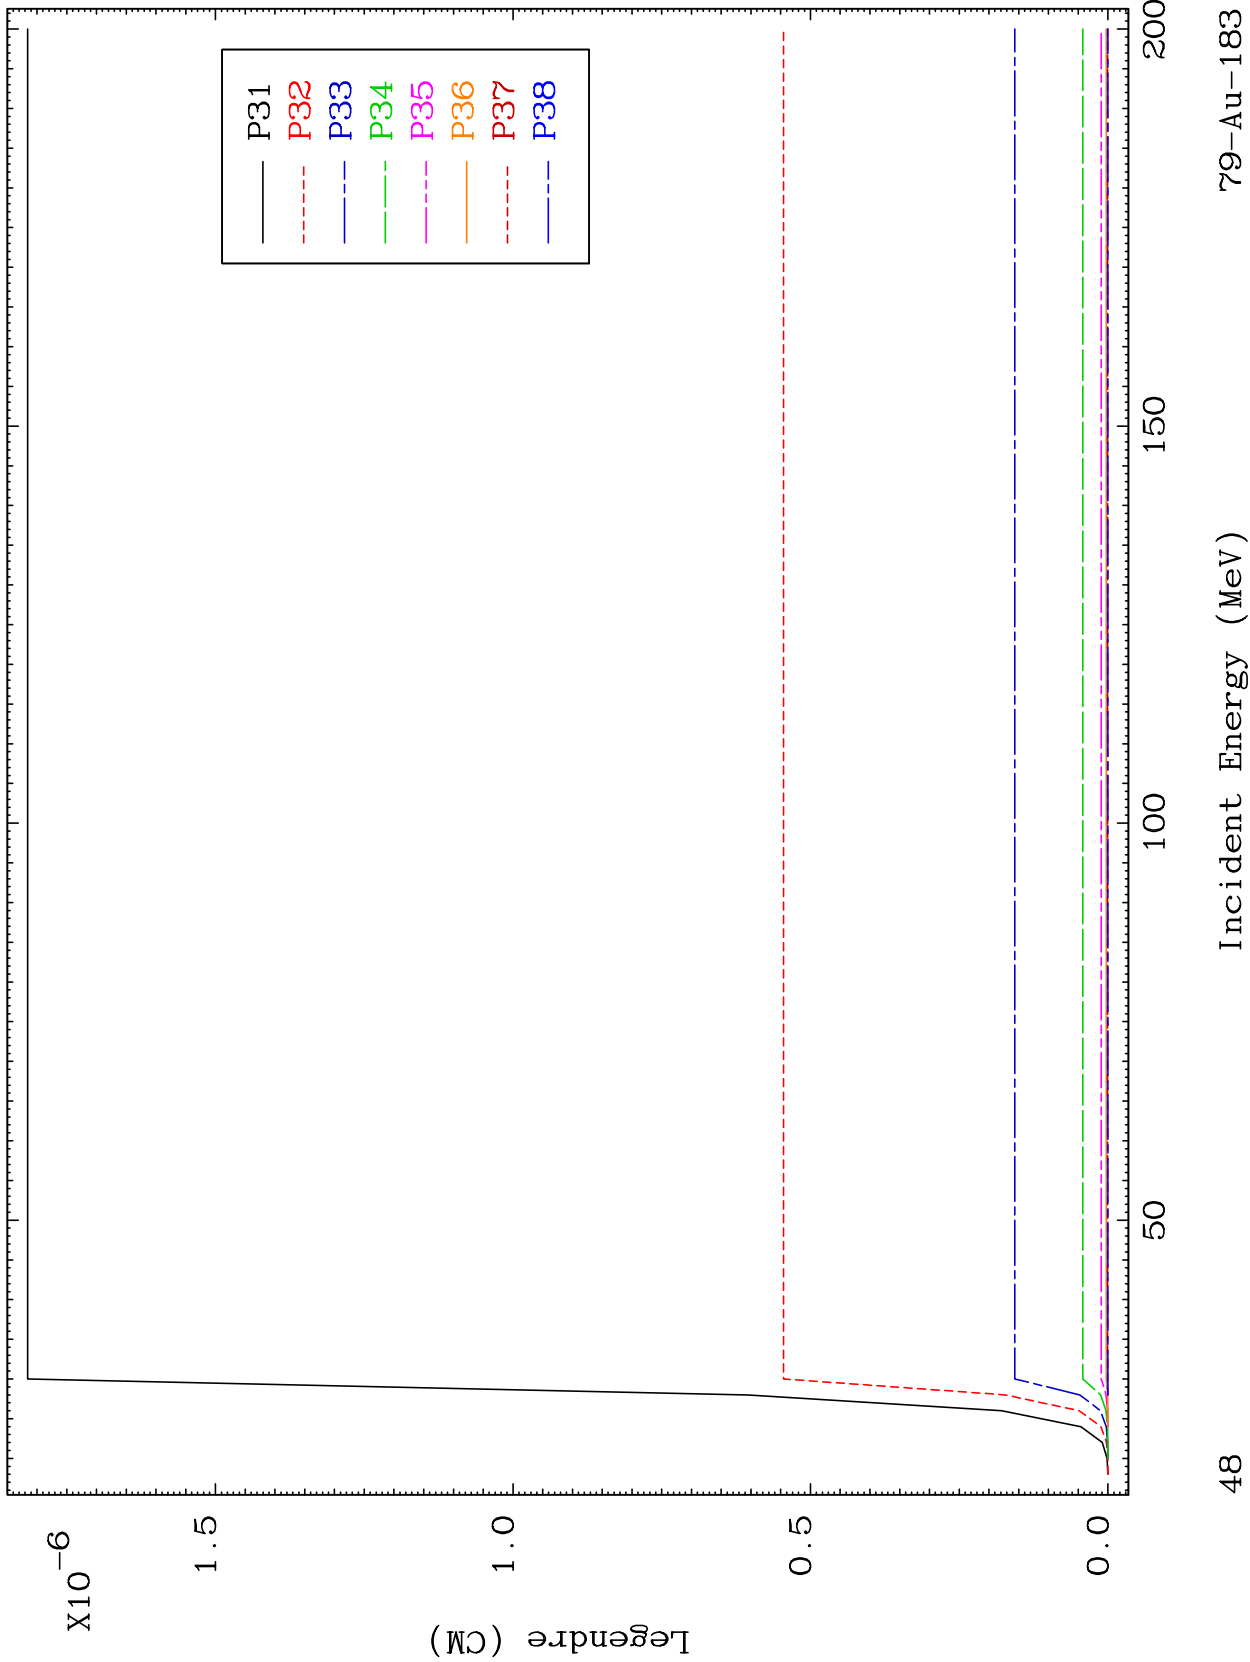 X10-6
1.5
1.0
0.5
0.0
Legendre (CM)
P31
P32
P33
P34
P35
P36
P37
P38
50
100
150
200
Incident Energy (MeV)
48
79-Au-183